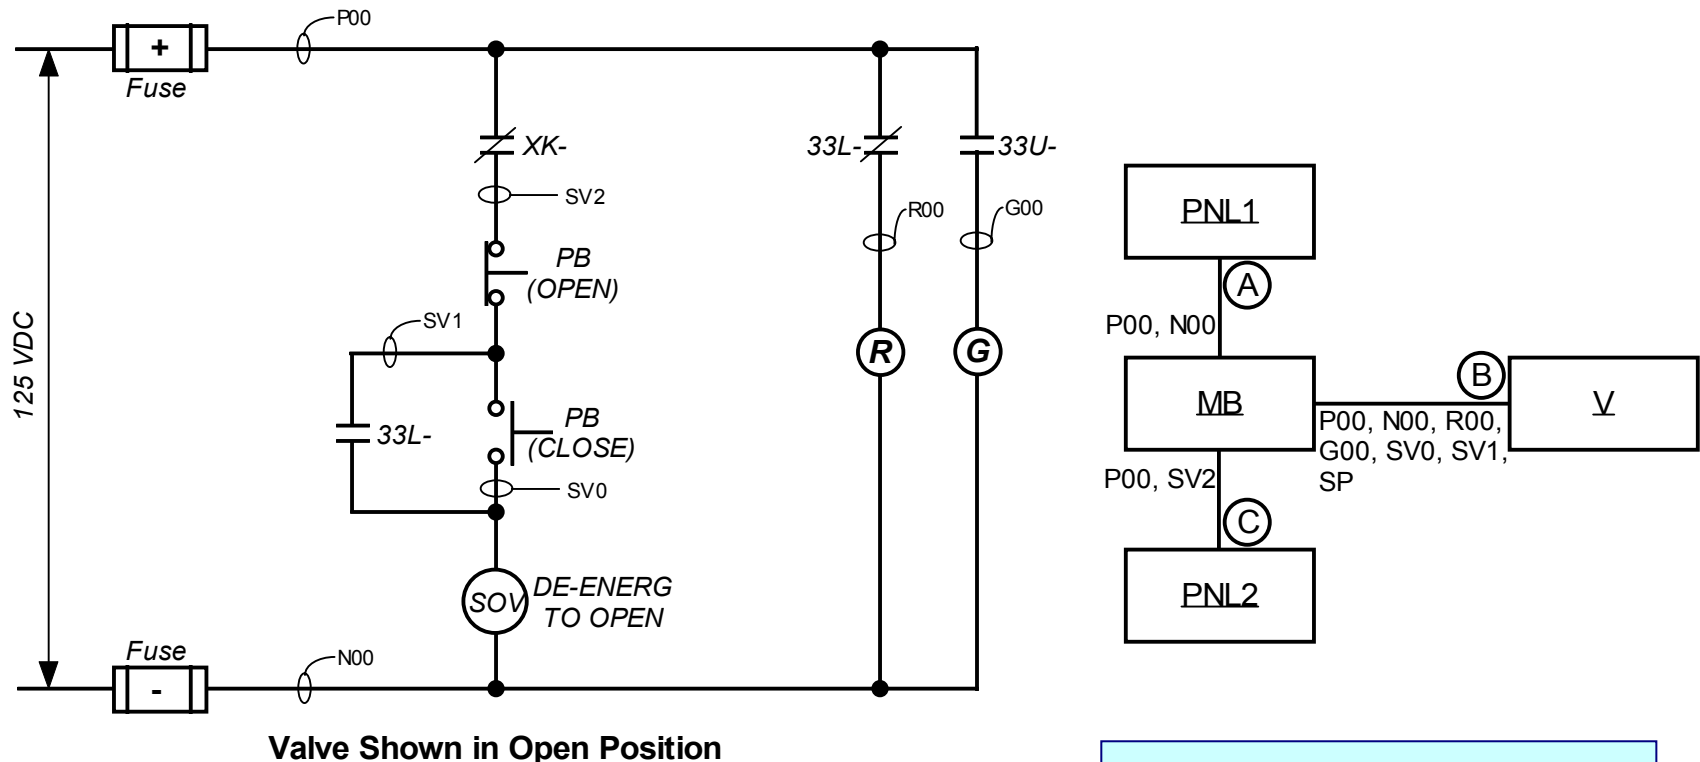 P00
+
Fuse
XK-
33L-
33U-
SV2
R00
G00
PB
(OPEN)
SV1
125 VDC
R
G
33L-
PB
(CLOSE)
SV0
SOV
DE-ENERG
TO OPEN
Fuse
-
N00
Valve Shown in Open Position
PNL1
A
P00, N00
MB
B
V
P00, N00, R00,
G00, SV0, SV1,
SP
P00, SV2
C
PNL2